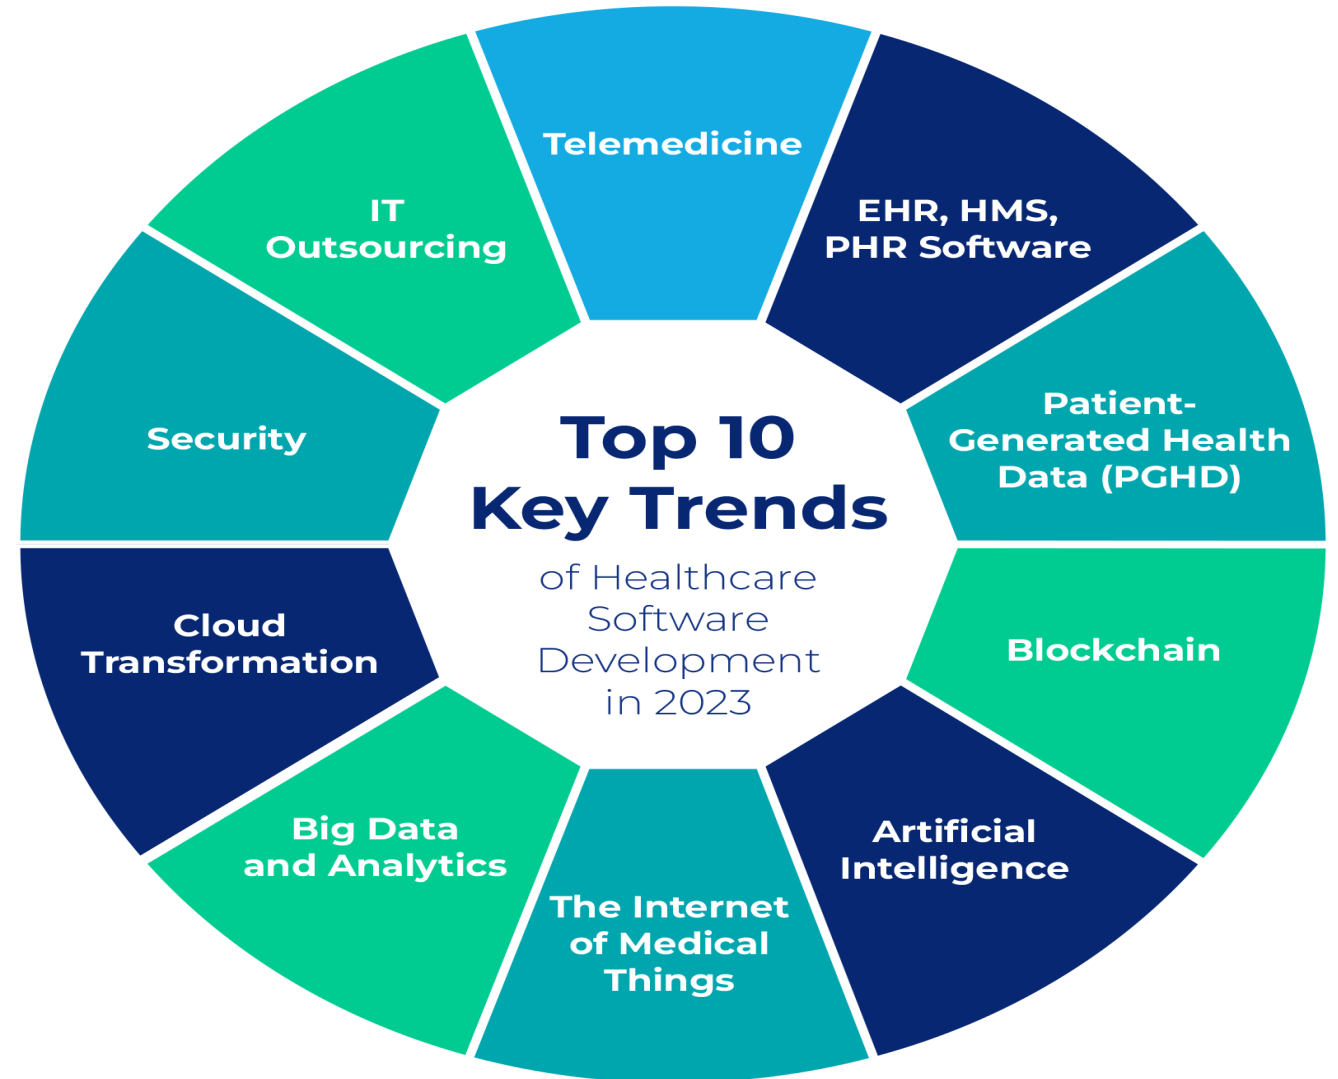 Top 10
Key Trends
of Healthcare
Software
Development
in 2023
Telemedicine
EHR, HMS,
PHR Software
Patient-
Generated Health
Data (PGHD)
Blockchain
Artificial
Intelligence
The Internet
of Medical
Things
Big Data
and Analytics
Cloud
Transformation
Security
IT
Outsourcing